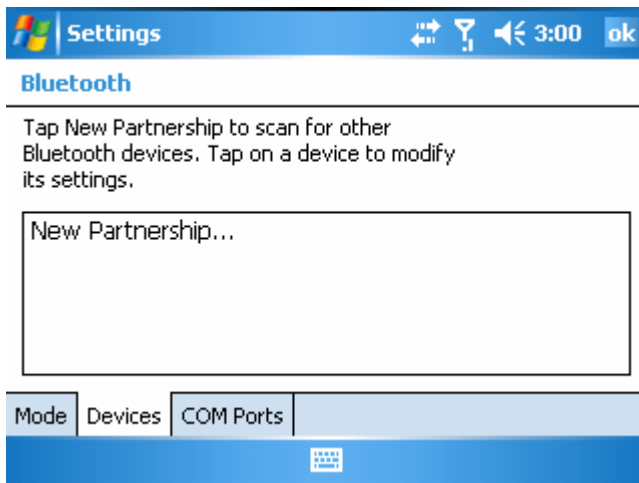 Settings 3:00 ok
Bluetooth
Tap New Partnership to scan for other
Bluetooth devices. Tap on a device to modify
its settings.
New Partnership...
Mode Devices COM Ports